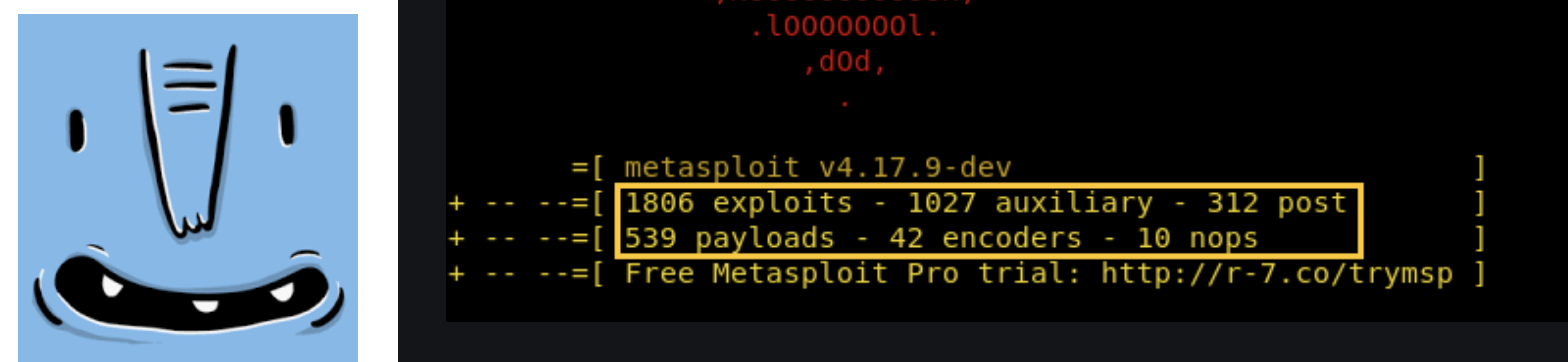 .lOOOOOOOl.
,dOd,
.
=[ metasploit v4.17.9-dev ]
+ -- --=[ 1806 exploits - 1027 auxiliary - 312 post ]
+ -- --=[ 539 payloads - 42 encoders - 10 nops ]
+ -- --=[ Free Metasploit Pro trial: http://r-7.co/trymsp ]